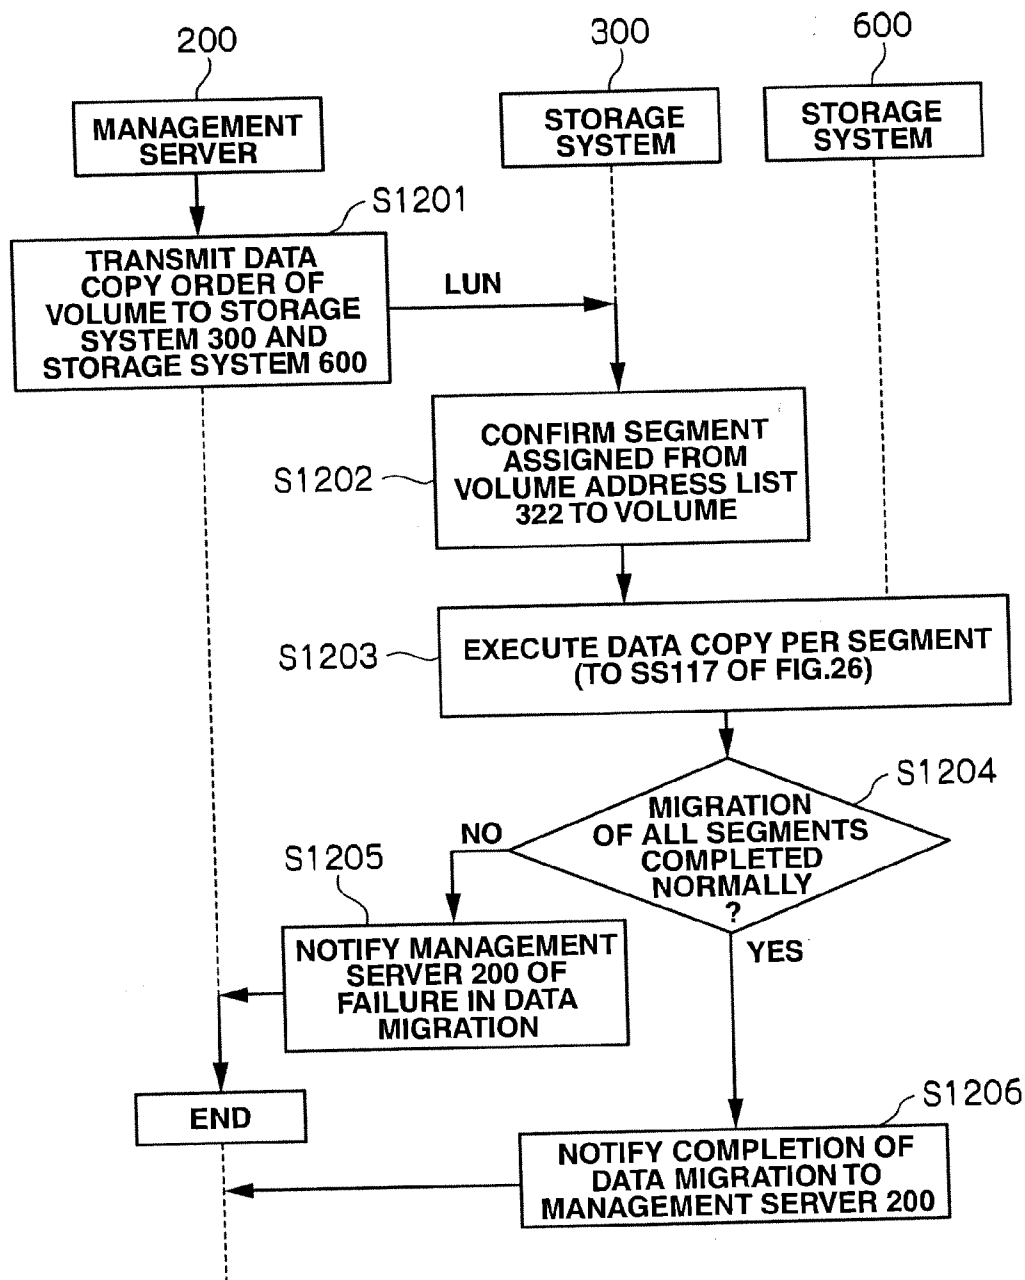 200
300
600
MANAGEMENT
SERVER
STORAGE
SYSTEM
STORAGE
SYSTEM
S1201
TRANSMIT DATA
COPY ORDER OF
VOLUME TO STORAGE
SYSTEM 300 AND
STORAGE SYSTEM 600
LUN
S1202
CONFIRM SEGMENT
ASSIGNED FROM
VOLUME ADDRESS LIST
322 TO VOLUME
S1203
EXECUTE DATA COPY PER SEGMENT
(TO SS117 OF FIG.26)
S1204
MIGRATION
OF ALL SEGMENTS
COMPLETED
NORMALLY
?
NO
YES
S1205
NOTIFY MANAGEMENT
SERVER 200 OF
FAILURE IN DATA
MIGRATION
END
S1206
NOTIFY COMPLETION OF
DATA MIGRATION TO
MANAGEMENT SERVER 200